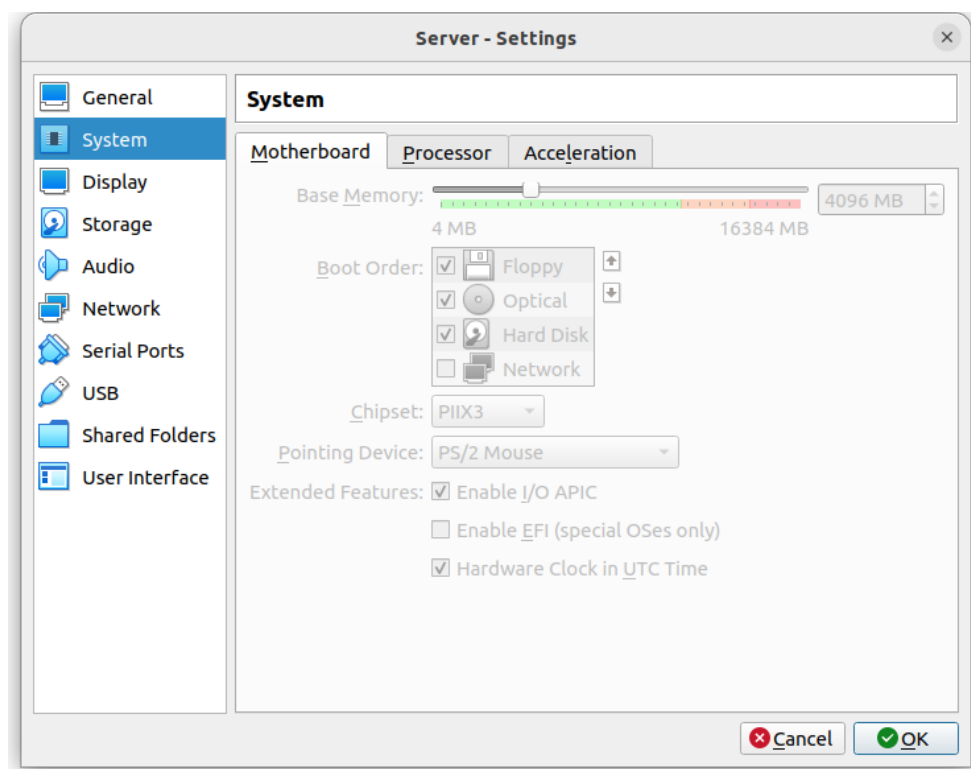 Server - Settings
General
System
Display
Storage
Audio
Network
Serial Ports
USB
Shared Folders
User Interface
System
Motherboard Processor Acceleration
Base Memory: 4096 MB
4 MB 16384 MB
Boot Order: Floppy
Optical
Hard Disk
Network
Chipset: PIIX3
Pointing Device: PS/2 Mouse
Extended Features: Enable I/O APIC
Enable EFI (special OSes only)
Hardware Clock in UTC Time
Cancel OK